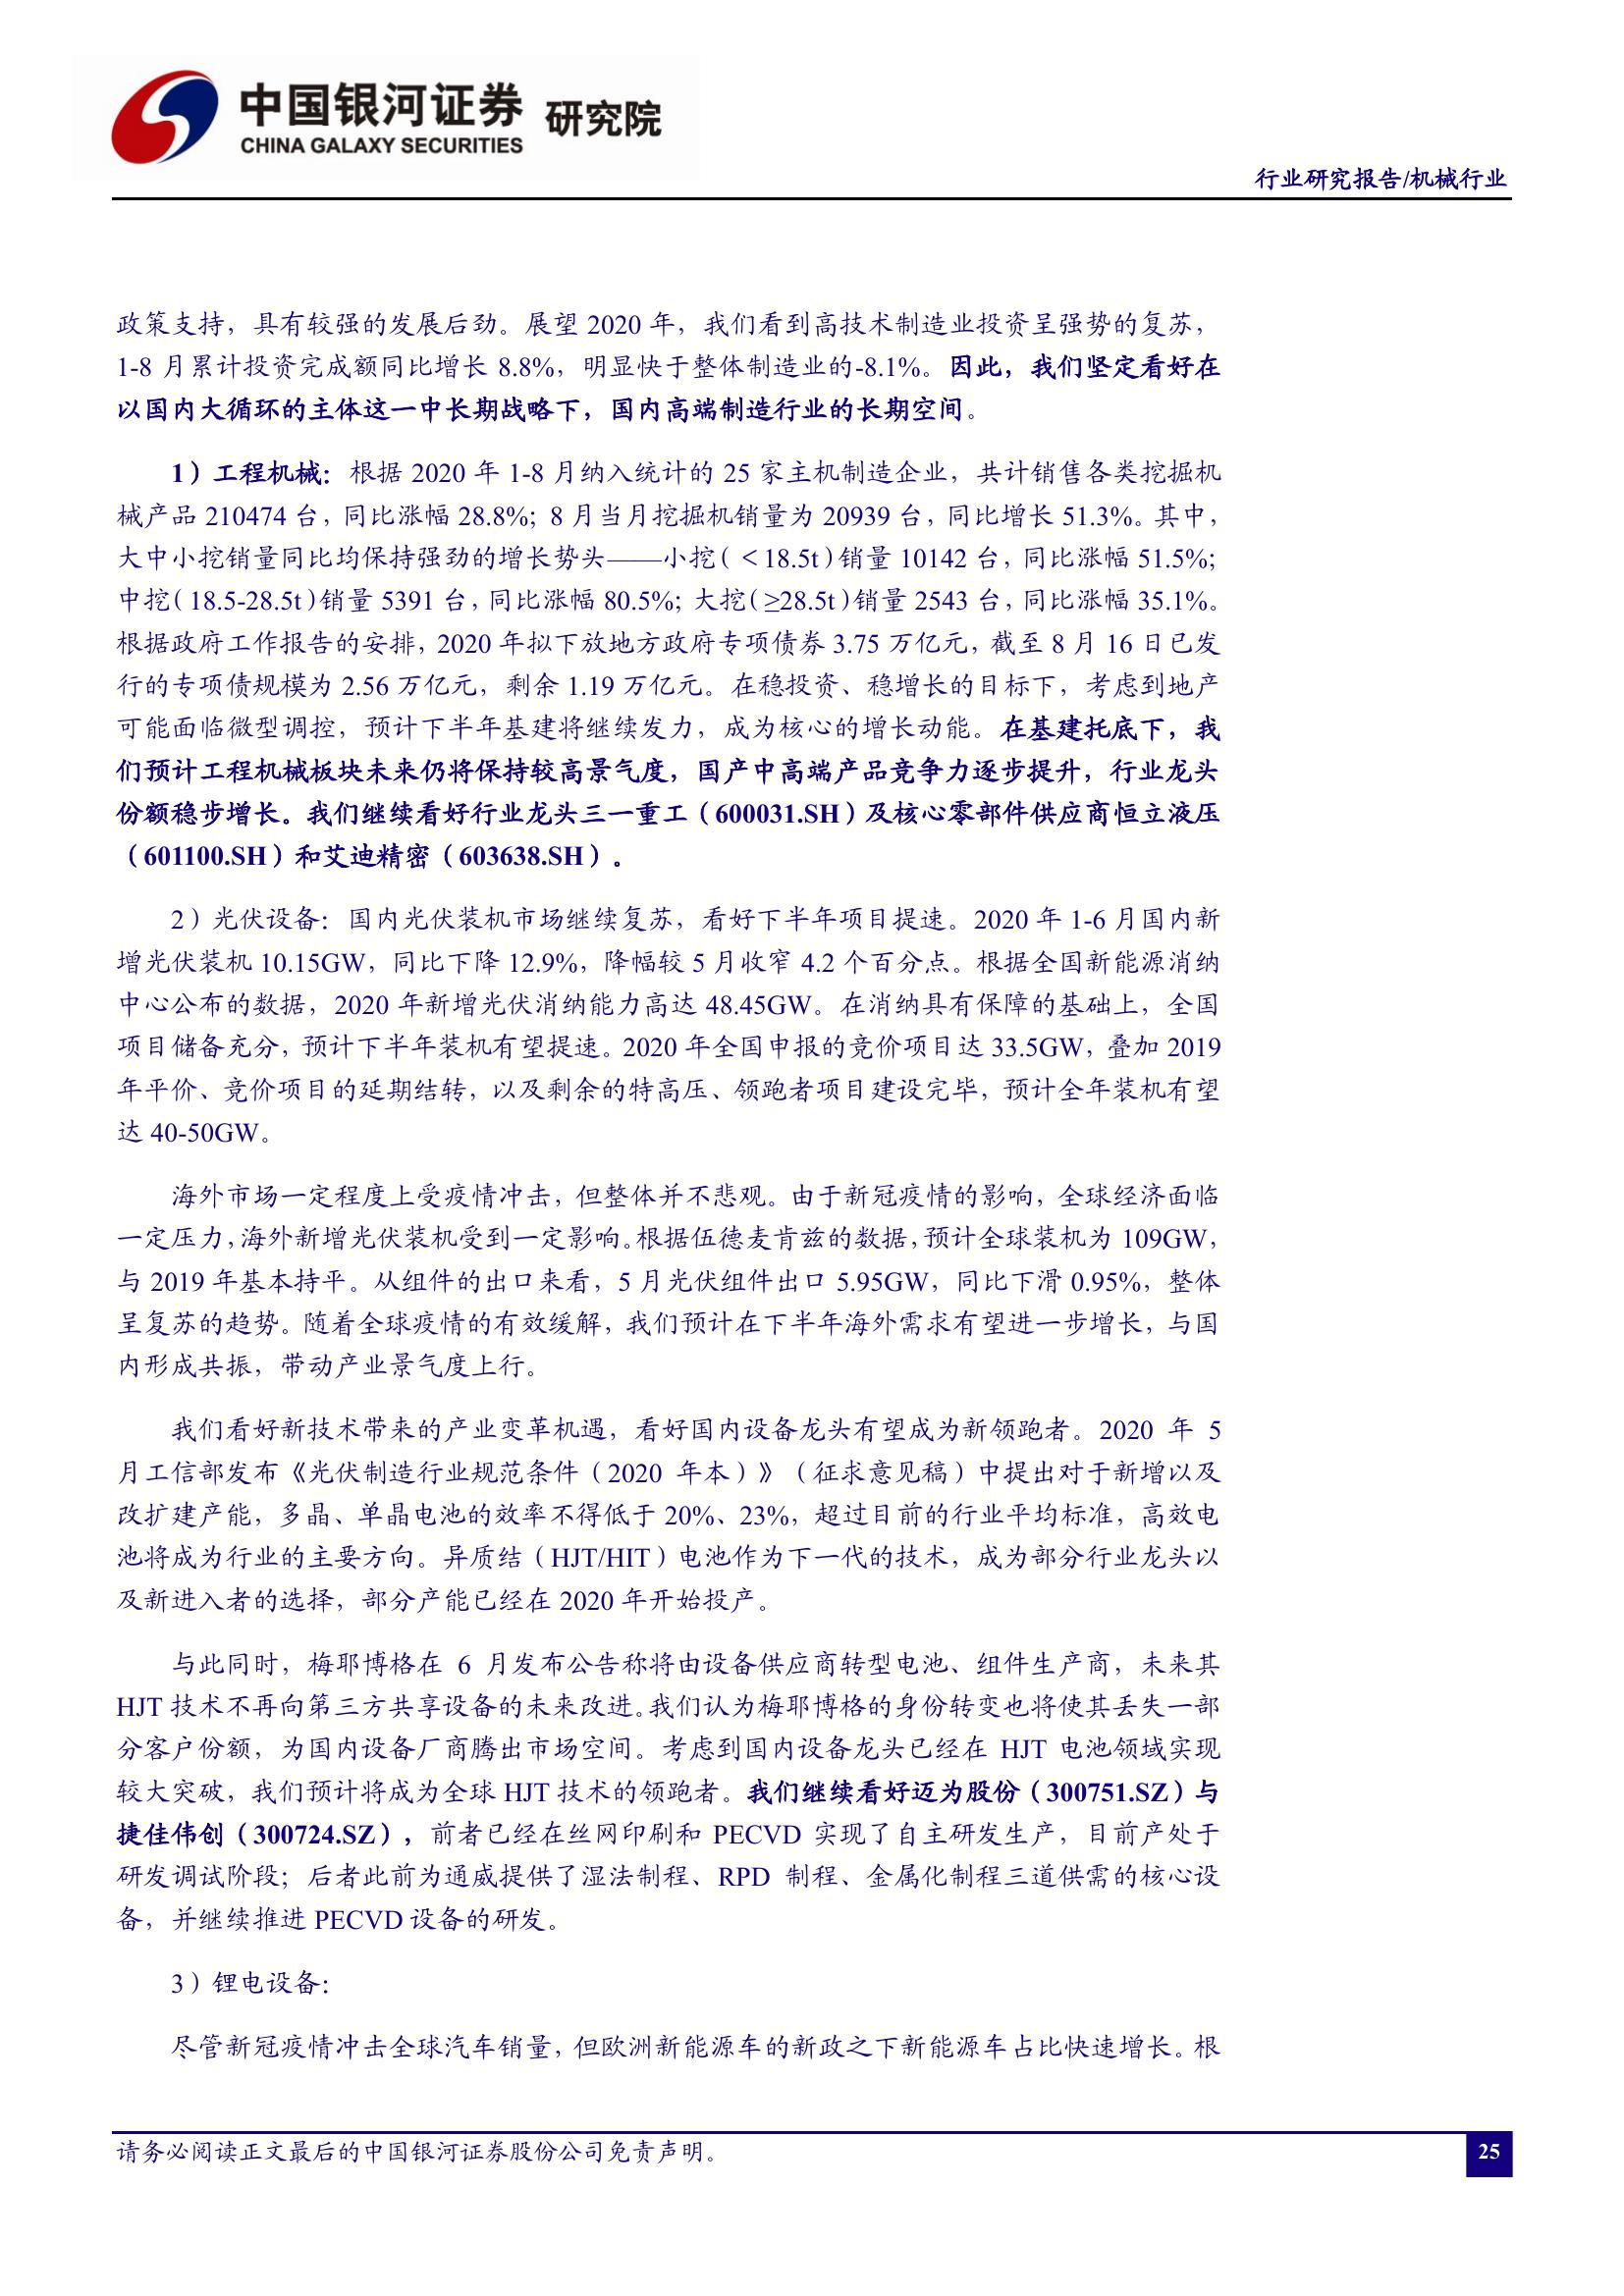 中国银河证券 研究院
CHINA GALAXY SECURITIES
行业研究报告/机械行业
政策支持，具有较强的发展后劲。展望 2020 年，我们看到高技术制造业投资呈强势的复苏，
1-8 月累计投资完成额同比增长 8.8%，明显快于整体制造业的-8.1%。因此，我们坚定看好在
以国内大循环的主体这一中长期战略下，国内高端制造行业的长期空间。
1）工程机械：根据 2020 年 1-8 月纳入统计的 25 家主机制造企业，共计销售各类挖掘机
械产品 210474 台，同比涨幅 28.8%；8 月当月挖掘机销量为 20939 台，同比增长 51.3%。其中，
大中小挖销量同比均保持强劲的增长势头——小挖（＜18.5t）销量 10142 台，同比涨幅 51.5%；
中挖（18.5-28.5t）销量 5391 台，同比涨幅 80.5%；大挖（≥28.5t）销量 2543 台，同比涨幅 35.1%。
根据政府工作报告的安排，2020 年拟下放地方政府专项债券 3.75 万亿元，截至 8 月 16 日已发
行的专项债规模为 2.56 万亿元，剩余 1.19 万亿元。在稳投资、稳增长的目标下，考虑到地产
可能面临微型调控，预计下半年基建将继续发力，成为核心的增长动能。在基建托底下，我
们预计工程机械板块未来仍将保持较高景气度，国产中高端产品竞争力逐步提升，行业龙头
份额稳步增长。我们继续看好行业龙头三一重工（600031.SH）及核心零部件供应商恒立液压
（601100.SH）和艾迪精密（603638.SH）。
2）光伏设备：国内光伏装机市场继续复苏，看好下半年项目提速。2020 年 1-6 月国内新
增光伏装机 10.15GW，同比下降 12.9%，降幅较 5 月收窄 4.2 个百分点。根据全国新能源消纳
中心公布的数据，2020 年新增光伏消纳能力高达 48.45GW。在消纳具有保障的基础上，全国
项目储备充分，预计下半年装机有望提速。2020 年全国申报的竞价项目达 33.5GW，叠加 2019
年平价、竞价项目的延期结转，以及剩余的特高压、领跑者项目建设完毕，预计全年装机有望
达 40-50GW。
海外市场一定程度上受疫情冲击，但整体并不悲观。由于新冠疫情的影响，全球经济面临
一定压力，海外新增光伏装机受到一定影响。根据伍德麦肯兹的数据，预计全球装机为 109GW，
与 2019 年基本持平。从组件的出口来看，5 月光伏组件出口 5.95GW，同比下滑 0.95%，整体
呈复苏的趋势。随着全球疫情的有效缓解，我们预计在下半年海外需求有望进一步增长，与国
内形成共振，带动产业景气度上行。
我们看好新技术带来的产业变革机遇，看好国内设备龙头有望成为新领跑者。2020 年 5
月工信部发布《光伏制造行业规范条件（2020 年本）》（征求意见稿）中提出对于新增以及
改扩建产能，多晶、单晶电池的效率不得低于 20%、23%，超过目前的行业平均标准，高效电
池将成为行业的主要方向。异质结（HJT/HIT）电池作为下一代的技术，成为部分行业龙头以
及新进入者的选择，部分产能已经在 2020 年开始投产。
与此同时，梅耶博格在 6 月发布公告称将由设备供应商转型电池、组件生产商，未来其
HJT 技术不再向第三方共享设备的未来改进。我们认为梅耶博格的身份转变也将使其丢失一部
分客户份额，为国内设备厂商腾出市场空间。考虑到国内设备龙头已经在 HJT 电池领域实现
较大突破，我们预计将成为全球 HJT 技术的领跑者。我们继续看好迈为股份（300751.SZ）与
捷佳伟创（300724.SZ），前者已经在丝网印刷和 PECVD 实现了自主研发生产，目前产处于
研发调试阶段；后者此前为通威提供了湿法制程、RPD 制程、金属化制程三道供需的核心设
备，并继续推进 PECVD 设备的研发。
3）锂电设备：
尽管新冠疫情冲击全球汽车销量，但欧洲新能源车的新政之下新能源车占比快速增长。根
请务必阅读正文最后的中国银河证券股份公司免责声明。
25